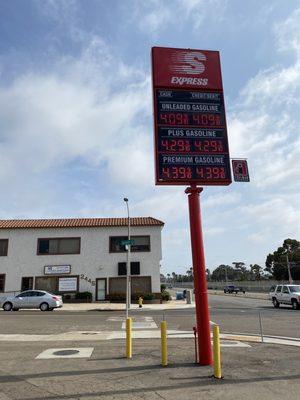 S
EXPRESS
CASH CREDIT/DEBIT
UNLEADED GASOLINE
4.09 4.09
PLUS GASOLINE
4.29 4.29
PREMIUM GASOLINE
4.39 4.39
2445